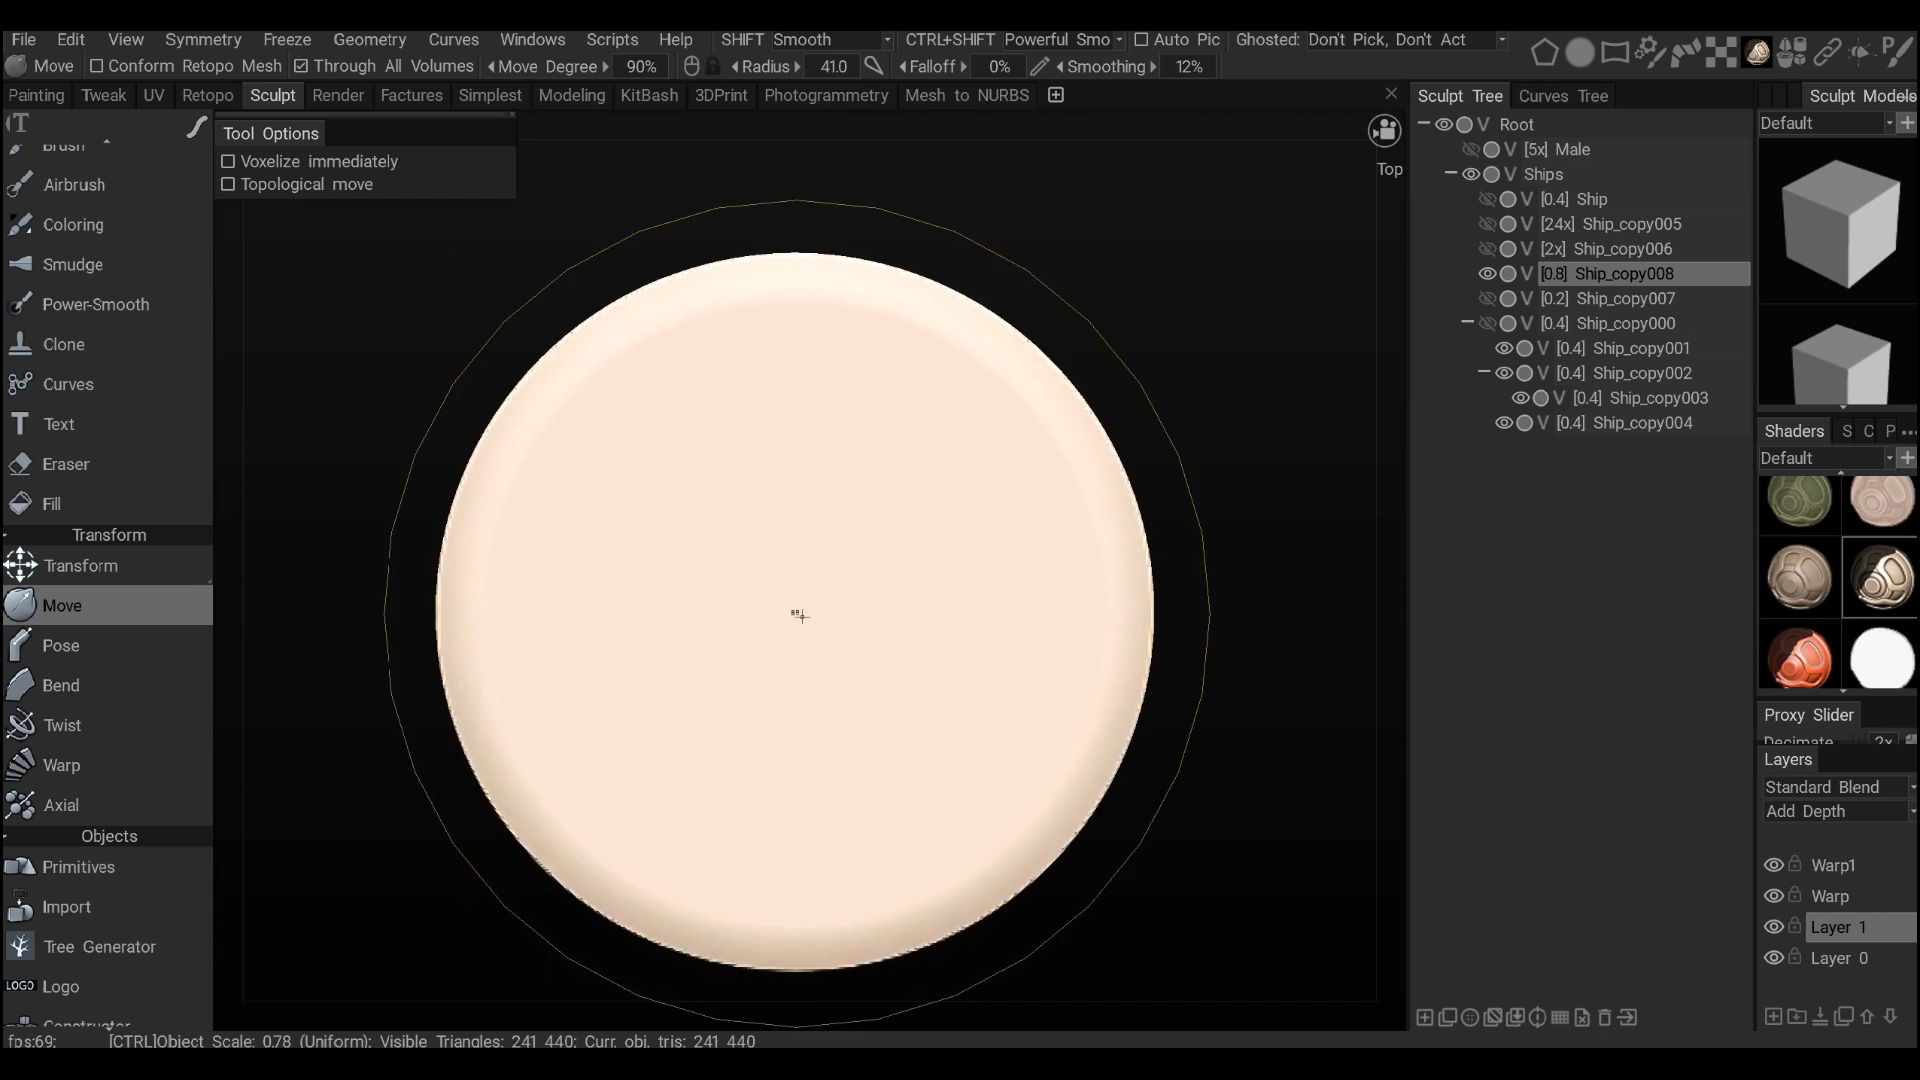 File Edit View Symmetry Freeze Geometry Curves Windows Scripts Help SHIFT Smooth CTRL+SHIFT Powerful Smo Auto Pic Ghosted: Don't Pick, Don't Act
Move Conform Retopo Mesh Through All Volumes Move Degree 90% Radius 41.0 Falloff 0% Smoothing 12%
Painting Tweak UV Retopo Sculpt Render Factures Simplest Modeling KitBash 3DPrint Photogrammetry Mesh to NURBS
Tool Options
Voxelize immediately
Topological move
Top
Brush
Airbrush
Coloring
Smudge
Power-Smooth
Clone
Curves
Text
Eraser
Fill
Transform
Transform
Move
Pose
Bend
Twist
Warp
Axial
Objects
Primitives
Import
Tree Generator
LOGO Logo
Constructor
Sculpt Tree Curves Tree
V Root
V [5x] Male
V Ships
V [0.4] Ship
V [24x] Ship_copy005
V [2x] Ship_copy006
V [0.8] Ship_copy008
V [0.2] Ship_copy007
V [0.4] Ship_copy000
V [0.4] Ship_copy001
V [0.4] Ship_copy002
V [0.4] Ship_copy003
V [0.4] Ship_copy004
Sculpt Models
Default
Shaders S C P
Default
Proxy Slider
Decimate 2x
Layers
Standard Blend
Add Depth
Warp1
Warp
Layer 1
Layer 0
fps:69; [CTRL]Object Scale: 0.78 (Uniform); Visible Triangles: 241 440; Curr. obj. tris: 241 440